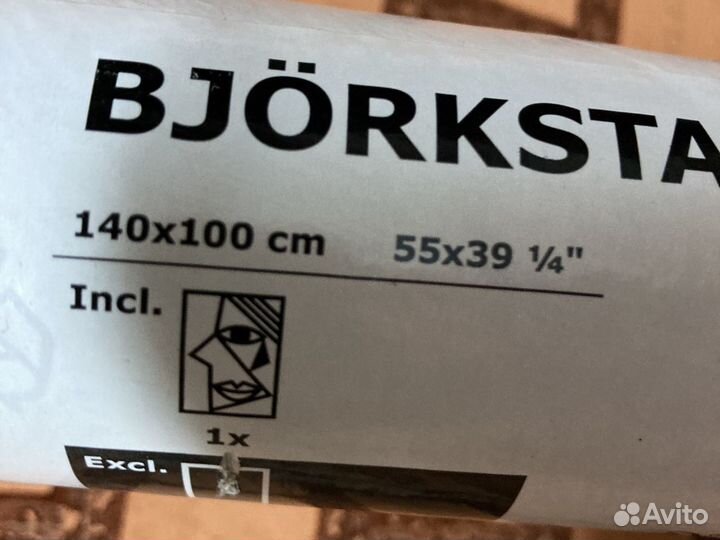 BJÖRKSTA
140x100 cm 55x39 ¼"
Incl.
1x
Excl.
Avito